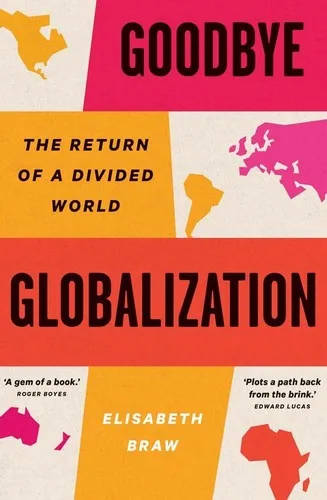 GOODBYE
THE RETURN
OF A DIVIDED
WORLD
GLOBALIZATION
‘A gem of a book.’
ROGER BOYES
‘Plots a path back
from the brink.’
EDWARD LUCAS
ELISABETH
BRAW